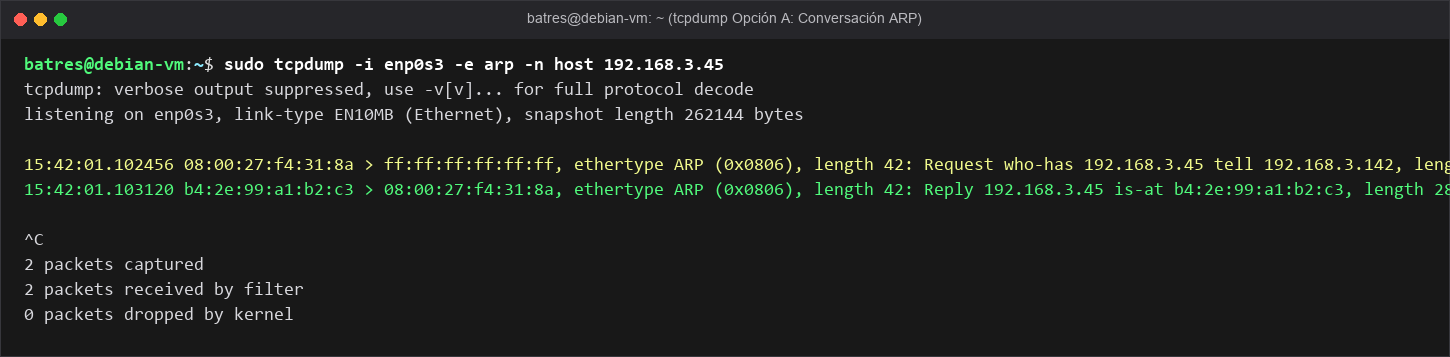 batres@debian-vm: ~ (tcpdump Opción A: Conversación ARP)
batres@debian-vm:~$ sudo tcpdump -i enp0s3 -e arp -n host 192.168.3.45
tcpdump: verbose output suppressed, use -v[v]... for full protocol decode
listening on enp0s3, link-type EN10MB (Ethernet), snapshot length 262144 bytes
15:42:01.102456 08:00:27:f4:31:8a > ff:ff:ff:ff:ff:ff, ethertype ARP (0x0806), length 42: Request who-has 192.168.3.45 tell 192.168.3.142,
15:42:01.103120 b4:2e:99:a1:b2:c3 > 08:00:27:f4:31:8a, ethertype ARP (0x0806), length 42: Reply 192.168.3.45 is-at b4:2e:99:a1:b2:c3, length 28
^C
2 packets captured
2 packets received by filter
0 packets dropped by kernel